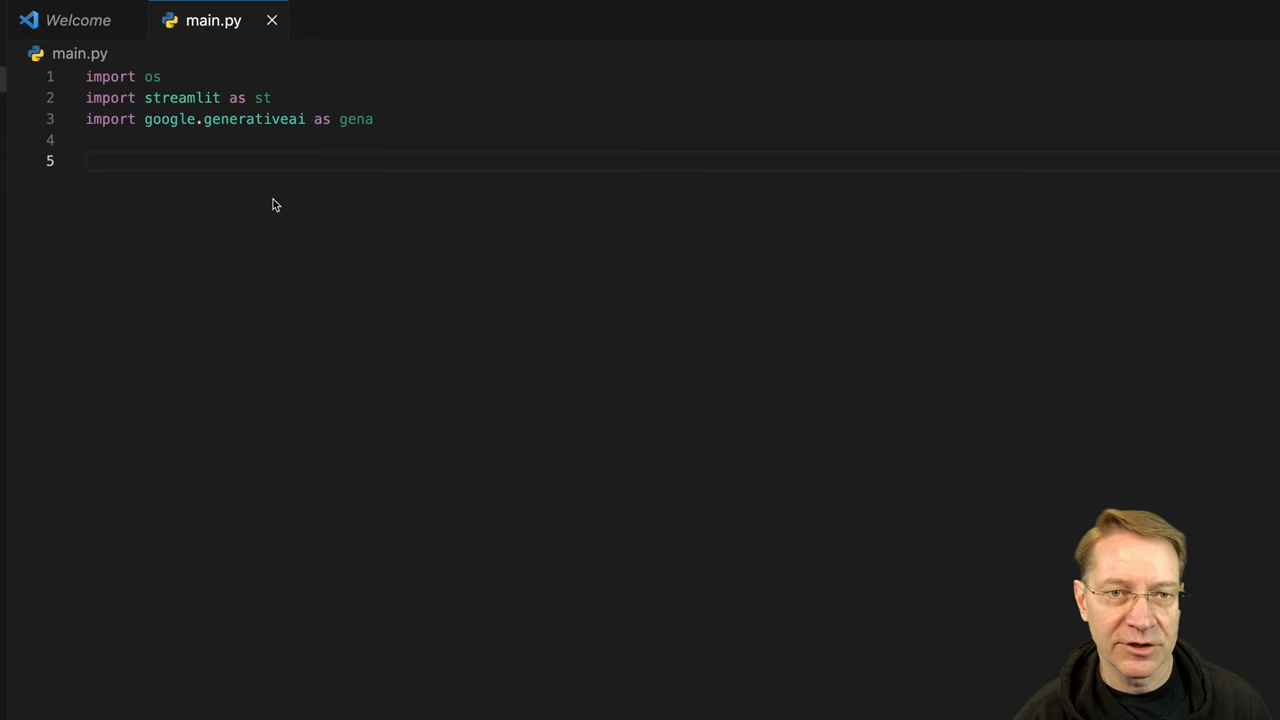 Welcome
main.py
main.py
1 import os
2 import streamlit as st
3 import google.generativeai as gena
4
5